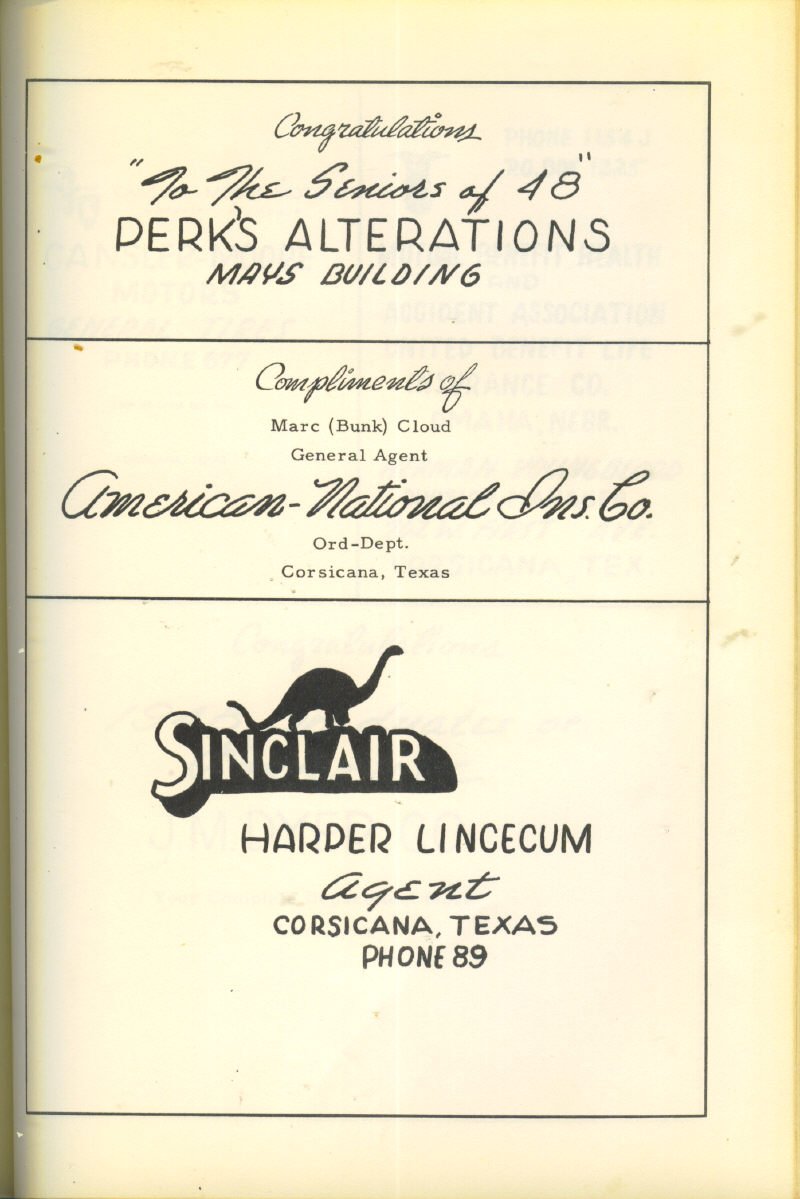 Congratulations
"To The Seniors of 48"
PERK'S ALTERATIONS
MAYS BUILDING
Compliments of
Marc (Bunk) Cloud
General Agent
American-National Ins. Co.
Ord-Dept.
Corsicana, Texas
SINCLAIR
HARPER LINCECUM
Agent
CORSICANA, TEXAS
PHONE 89